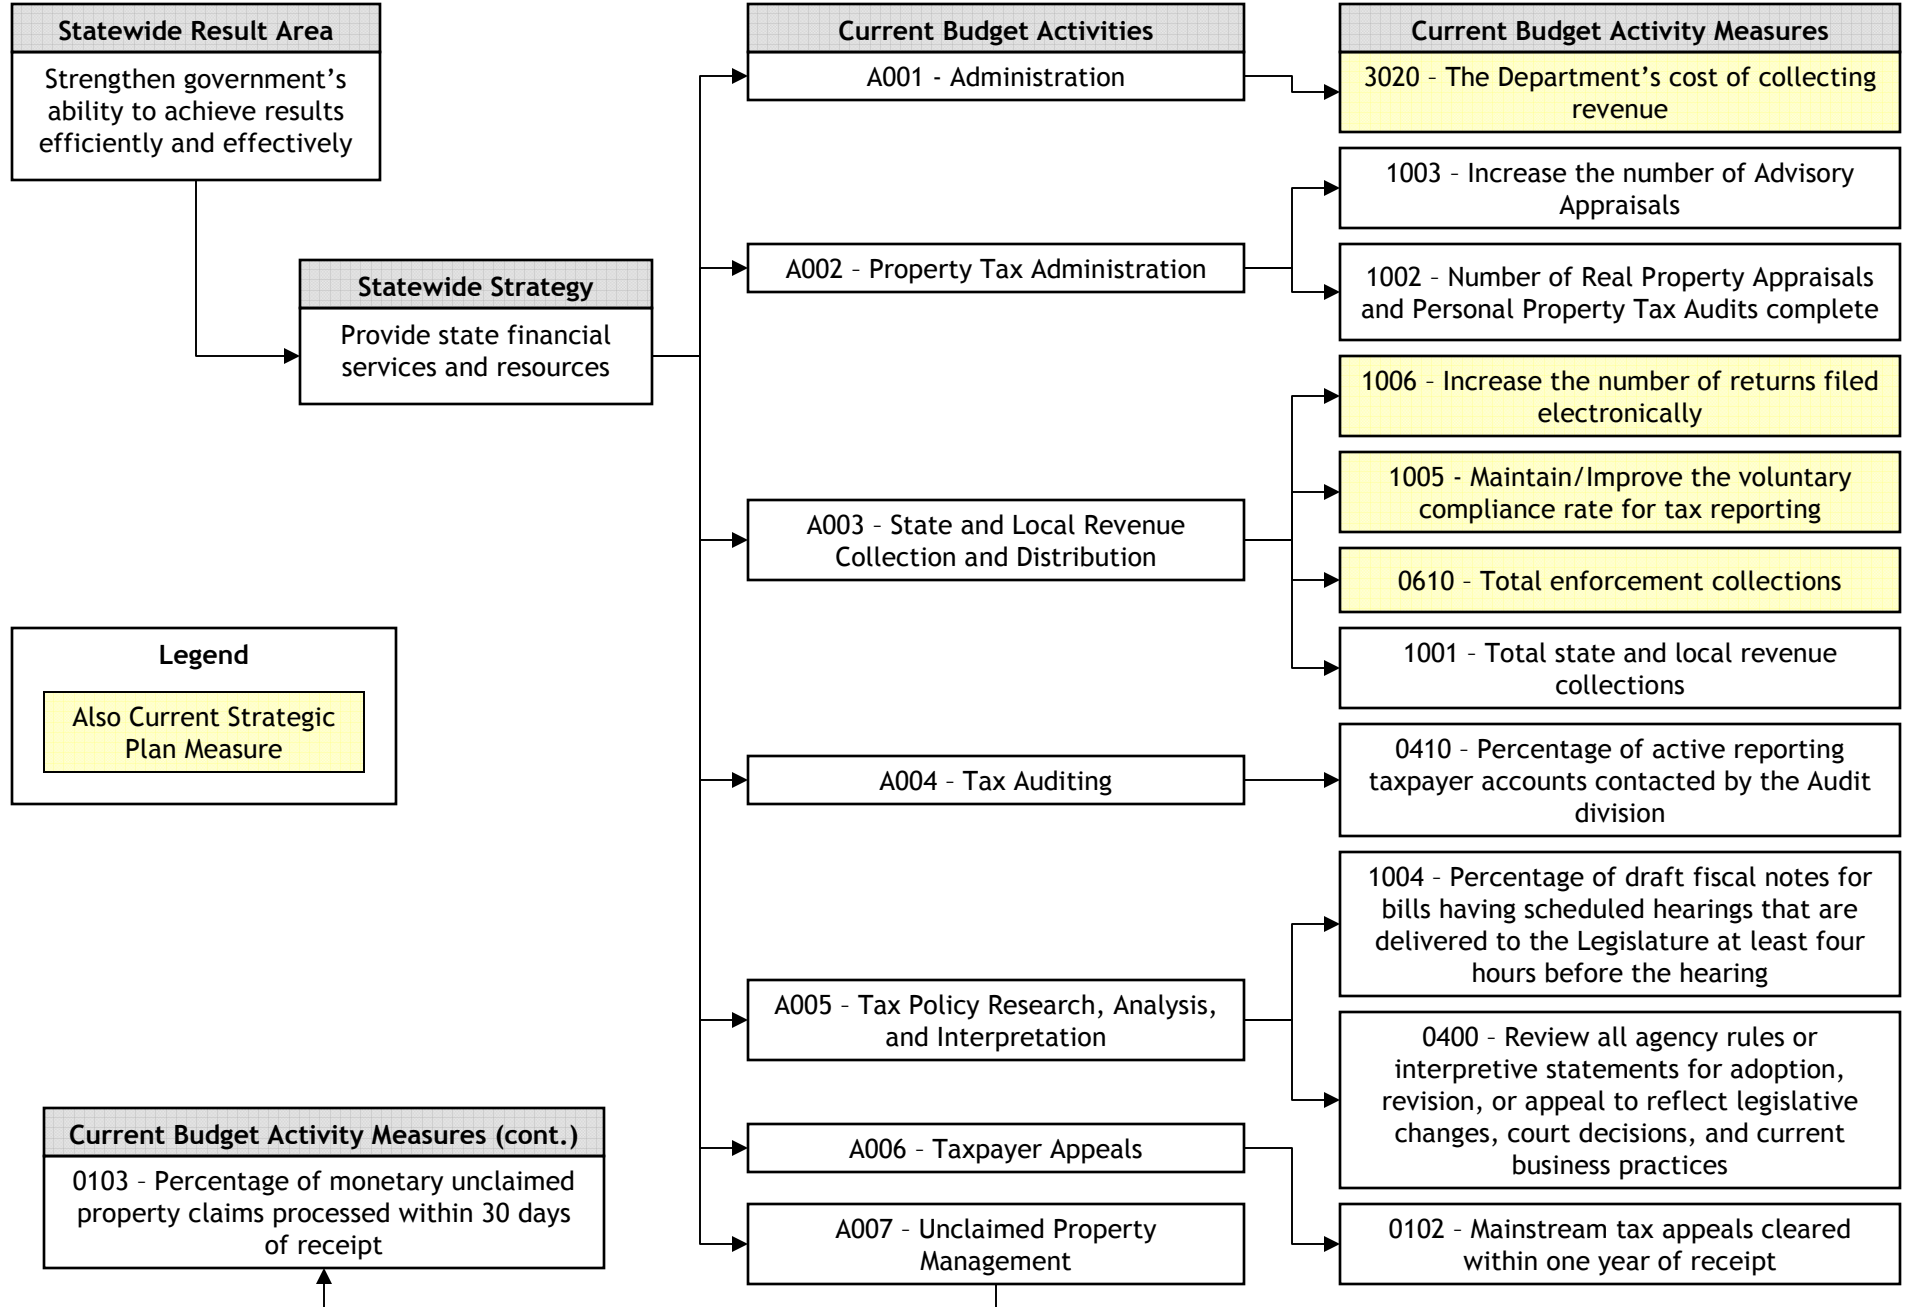 Statewide Result Area
Strengthen government’s
ability to achieve results
efficiently and effectively
Statewide Strategy
Provide state financial
services and resources
Legend
Also Current Strategic
Plan Measure
Current Budget Activities
A001 - Administration
A002 – Property Tax Administration
A003 – State and Local Revenue
Collection and Distribution
A004 – Tax Auditing
A005 – Tax Policy Research, Analysis,
and Interpretation
A006 – Taxpayer Appeals
A007 – Unclaimed Property
Management
Current Budget Activity Measures
3020 – The Department’s cost of collecting
revenue
1003 – Increase the number of Advisory
Appraisals
1002 – Number of Real Property Appraisals
and Personal Property Tax Audits complete
1006 – Increase the number of returns filed
electronically
1005 - Maintain/Improve the voluntary
compliance rate for tax reporting
0610 – Total enforcement collections
1001 – Total state and local revenue
collections
0410 – Percentage of active reporting
taxpayer accounts contacted by the Audit
division
1004 – Percentage of draft fiscal notes for
bills having scheduled hearings that are
delivered to the Legislature at least four
hours before the hearing
0400 – Review all agency rules or
interpretive statements for adoption,
revision, or appeal to reflect legislative
changes, court decisions, and current
business practices
0102 – Mainstream tax appeals cleared
within one year of receipt
Current Budget Activity Measures (cont.)
0103 – Percentage of monetary unclaimed
property claims processed within 30 days
of receipt